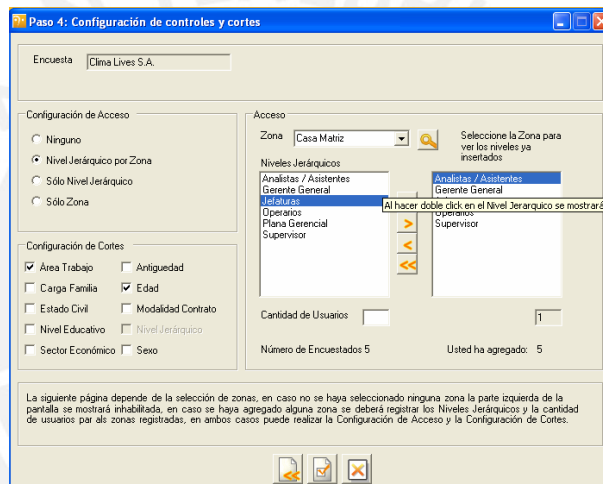 Paso 4: Configuración de controles y cortes
Encuesta
Clima Lives S.A.
Configuración de Acceso
Ninguno
Nivel Jerárquico por Zona
Sólo Nivel Jerárquico
Sólo Zona
Configuración de Cortes
Área Trabajo
Antiguedad
Carga Familia
Edad
Estado Civil
Modalidad Contrato
Nivel Educativo
Nivel Jerárquico
Sector Económico
Sexo
Acceso
Zona
Casa Matriz
Seleccione la Zona para
ver los niveles ya
insertados
Niveles Jerárquicos
Analistas / Asistentes
Gerente General
Jefaturas
Operarios
Plana Gerencial
Supervisor
>
<
<<
Analistas / Asistentes
Gerente General
Al hacer doble click en el Nivel Jerarquico se mostrará
Operarios
Supervisor
Cantidad de Usuarios
1
Número de Encuestados 5
Usted ha agregado: 5
La siguiente página depende de la selección de zonas, en caso no se haya seleccionado ninguna zona la parte izquierda de la
pantalla se mostrará inhabilitada, en caso se haya agregado alguna zona se deberá registrar los Niveles Jerárquicos y la cantidad
de usuarios par als zonas registradas, en ambos casos puede realizar la Configuración de Acceso y la Configuración de Cortes.